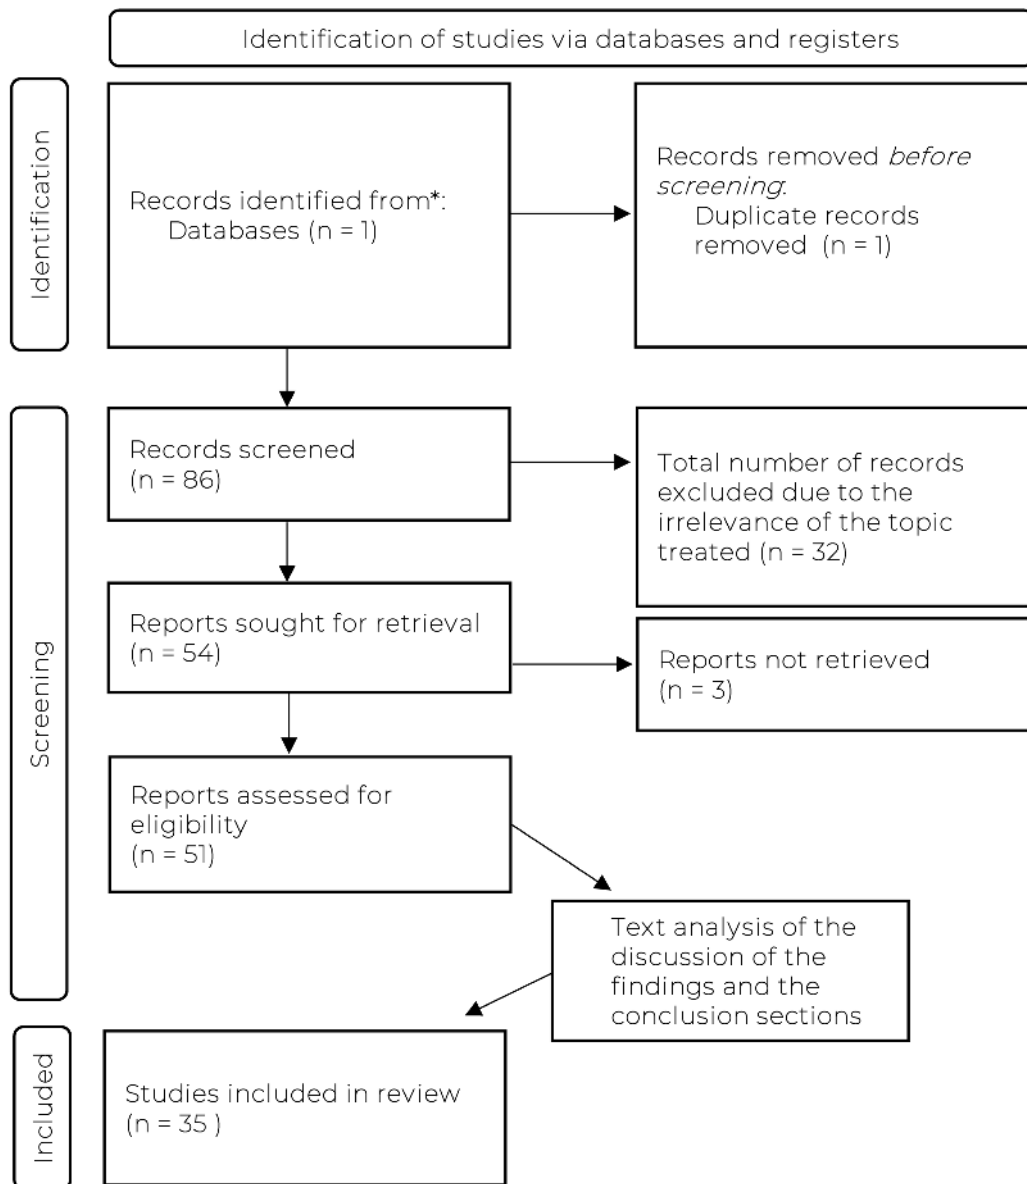 Identification of studies via databases and registers
Identification
Records identified from*:
Databases (n = 1)
Records removed before
screening:
Duplicate records
removed (n = 1)
Screening
Records screened
(n = 86)
Total number of records
excluded due to the
irrelevance of the topic
treated (n = 32)
Reports sought for retrieval
(n = 54)
Reports not retrieved
(n = 3)
Reports assessed for
eligibility
(n = 51)
Text analysis of the
discussion of the
findings and the
conclusion sections
Included
Studies included in review
(n = 35 )